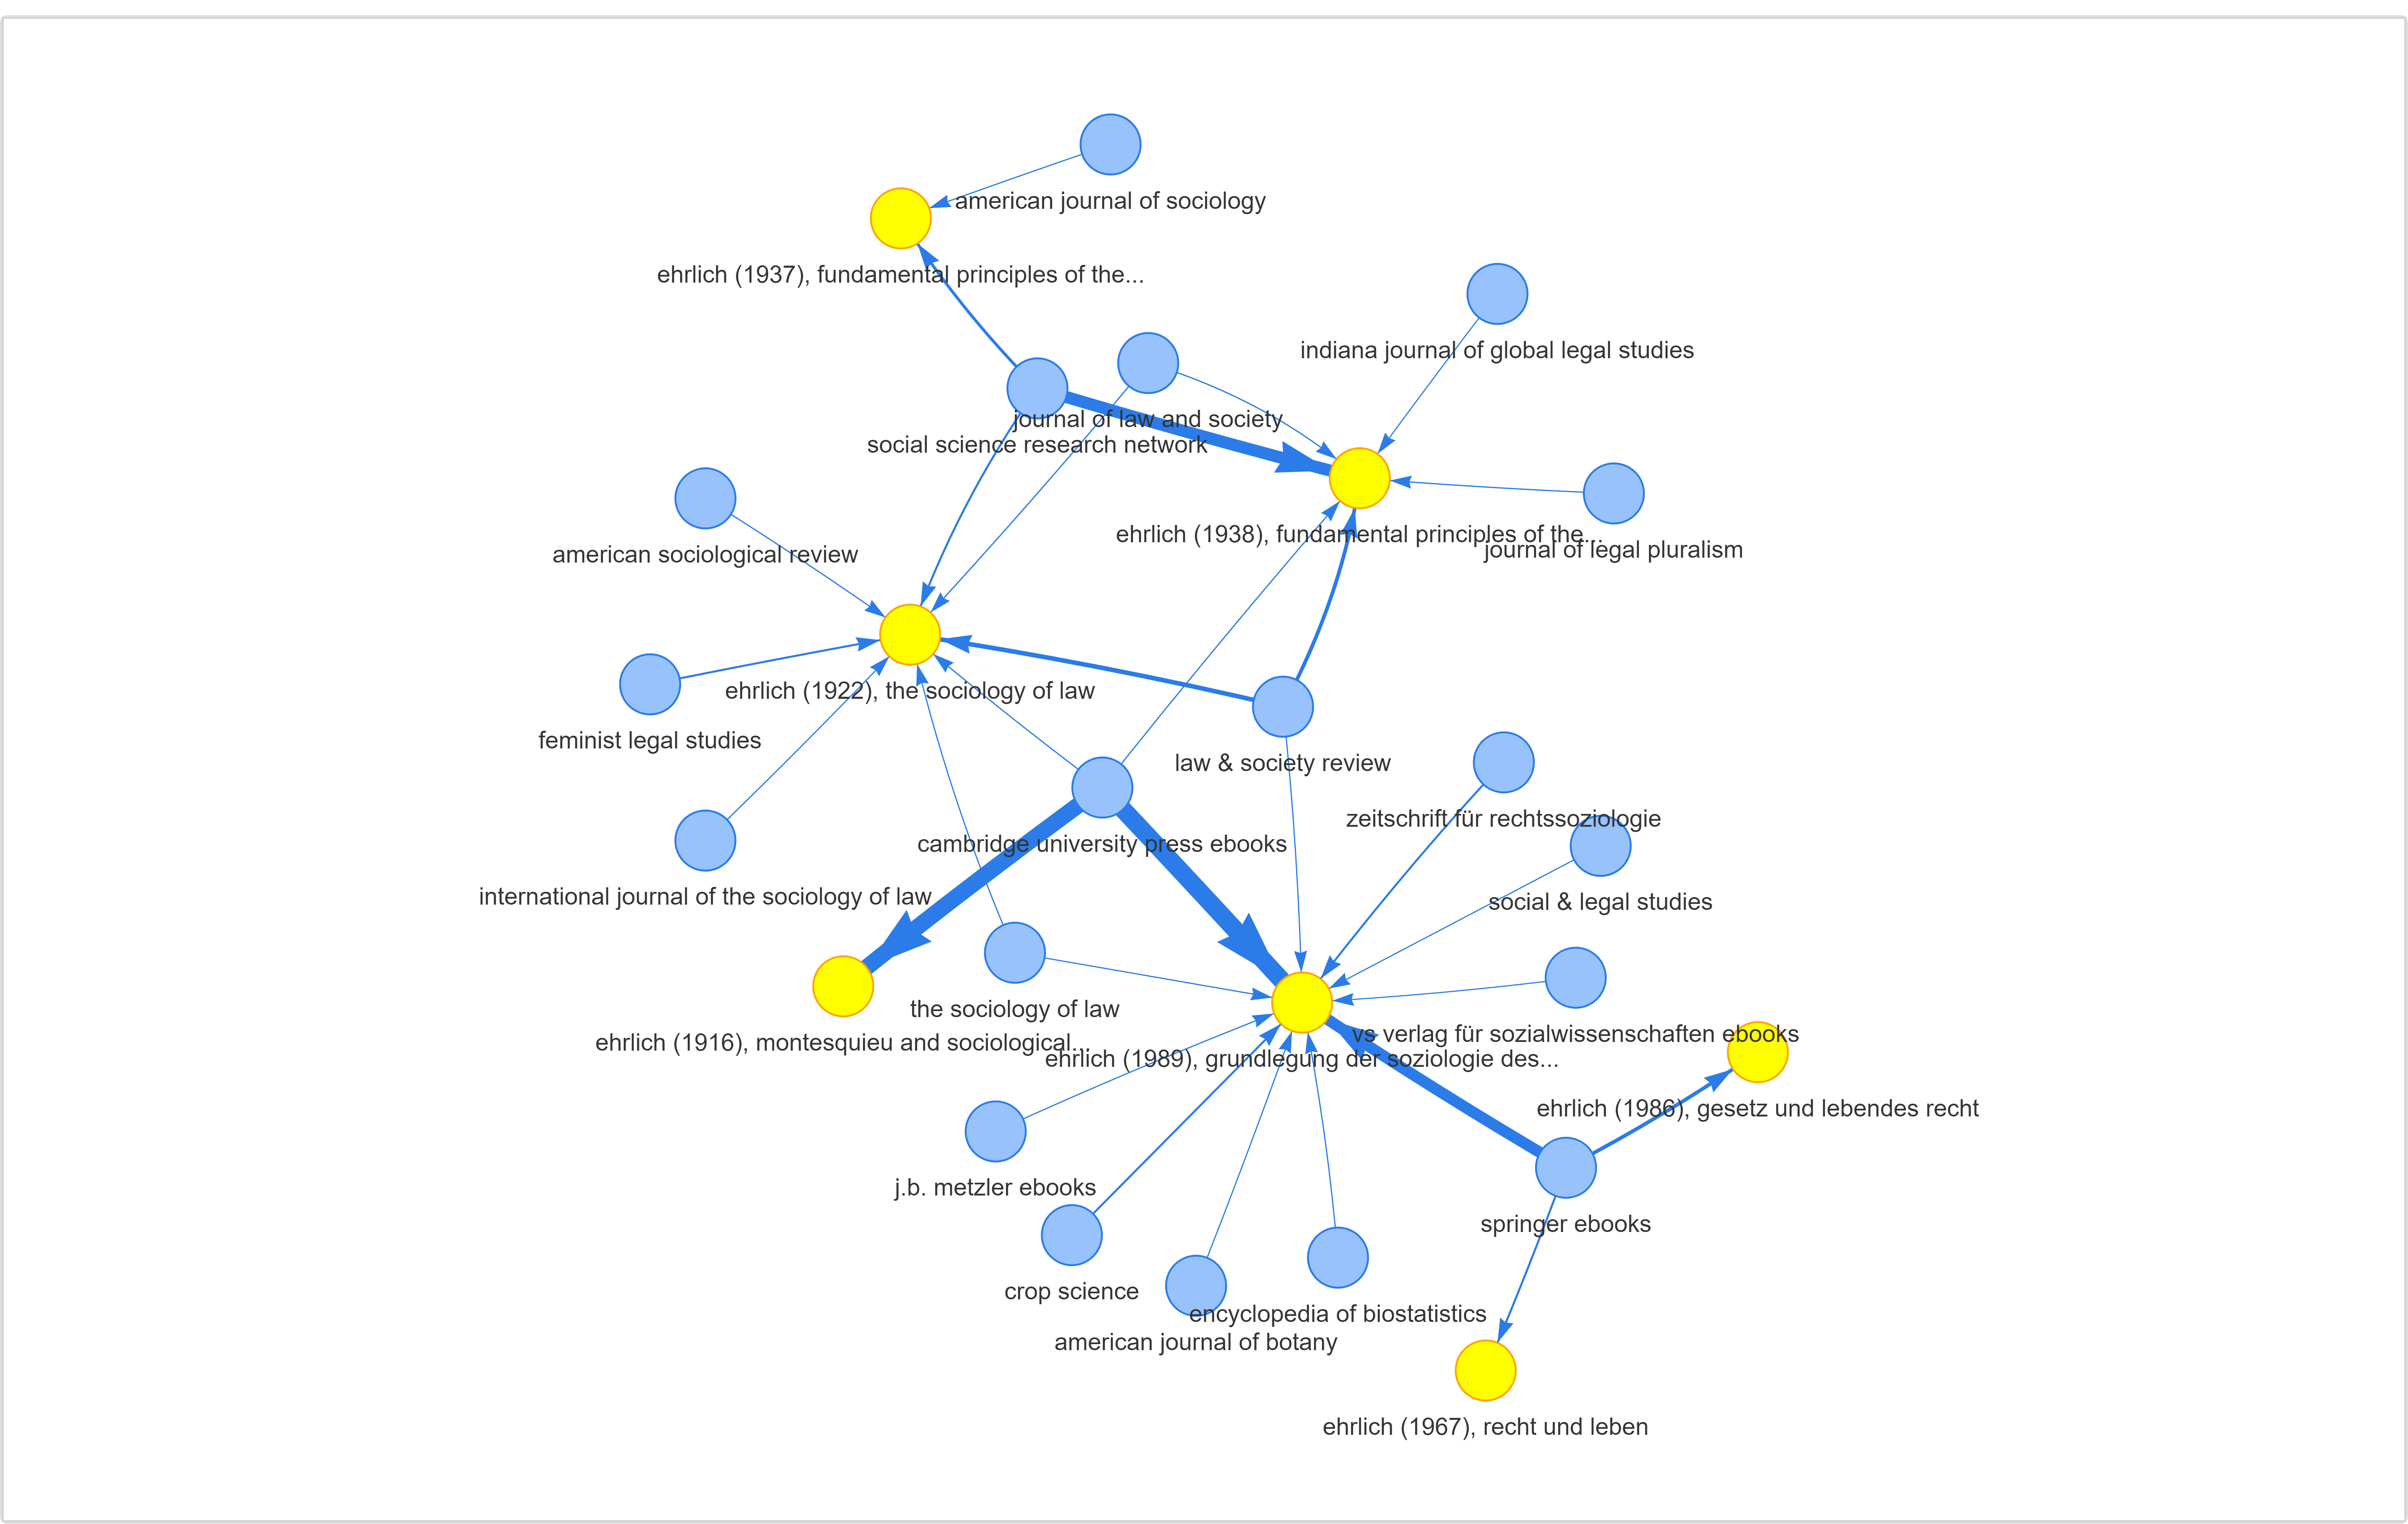 american journal of sociology
ehrlich (1937), fundamental principles of the...
indiana journal of global legal studies
journal of law and society
social science research network
ehrlich (1938), fundamental principles of the...
journal of legal pluralism
american sociological review
ehrlich (1922), the sociology of law
feminist legal studies
law & society review
zeitschrift für rechtssoziologie
cambridge university press ebooks
international journal of the sociology of law
social & legal studies
the sociology of law
vs verlag für sozialwissenschaften ebooks
ehrlich (1916), montesquieu and sociological...
ehrlich (1989), grundlegung der soziologie des...
ehrlich (1986), gesetz und lebendes recht
j.b. metzler ebooks
springer ebooks
crop science
encyclopedia of biostatistics
american journal of botany
ehrlich (1967), recht und leben